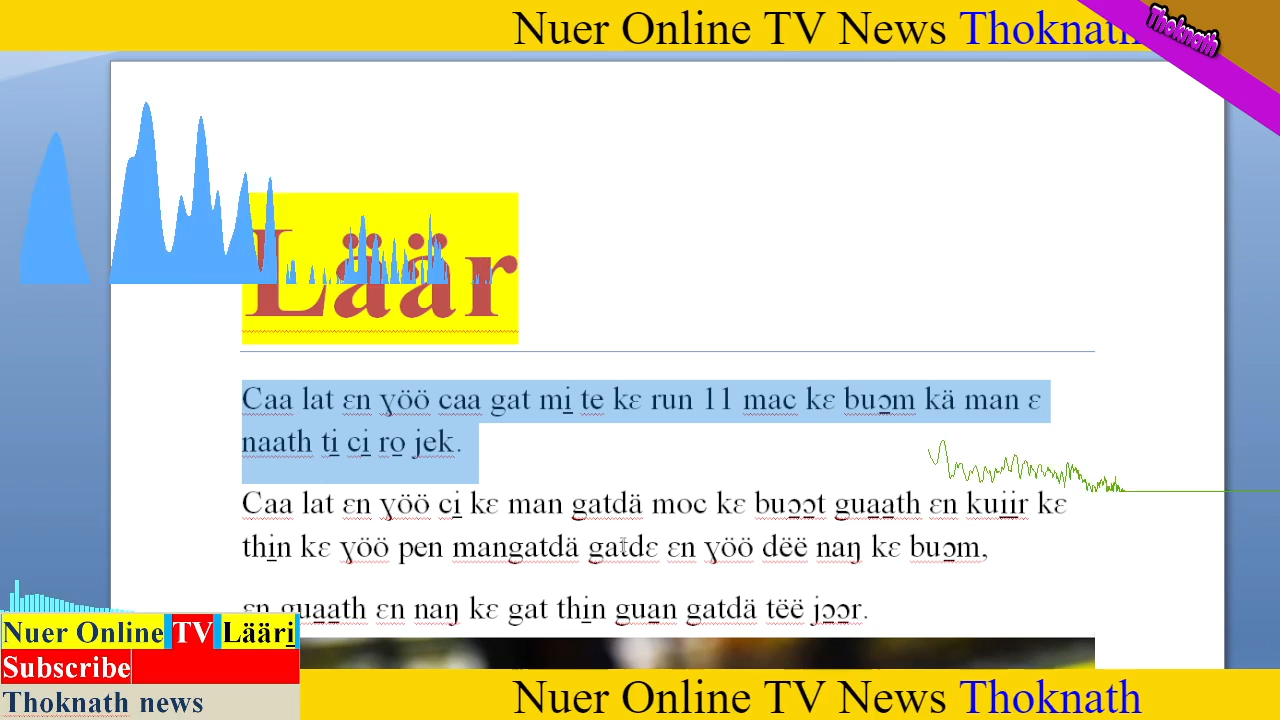 Nuer Online TV News Thoknath
Thoknath
Läär
Caa lat ɛn ɣöö caa gat mi̱ te kɛ run 11 mac kɛ buɔ̱m kä man ɛ
naath ti̱ ci̱ ro̱ jek.
Caa lat ɛn ɣöö ci̱ kɛ man gatdä moc kɛ buɔ̱ɔ̱t gua̱a̱th ɛn kui̱i̱r kɛ
thi̱n kɛ ɣöö pen mangatdä gatdɛ ɛn ɣöö dëë naŋ kɛ buɔ̱m,
ɛn gua̱a̱th ɛn naŋ kɛ gat thi̱n gua̱n gatdä tëë jɔ̱ɔ̱r.
Nuer Online TV Lääri̱
Subscribe
Thoknath news
Nuer Online TV News Thoknath